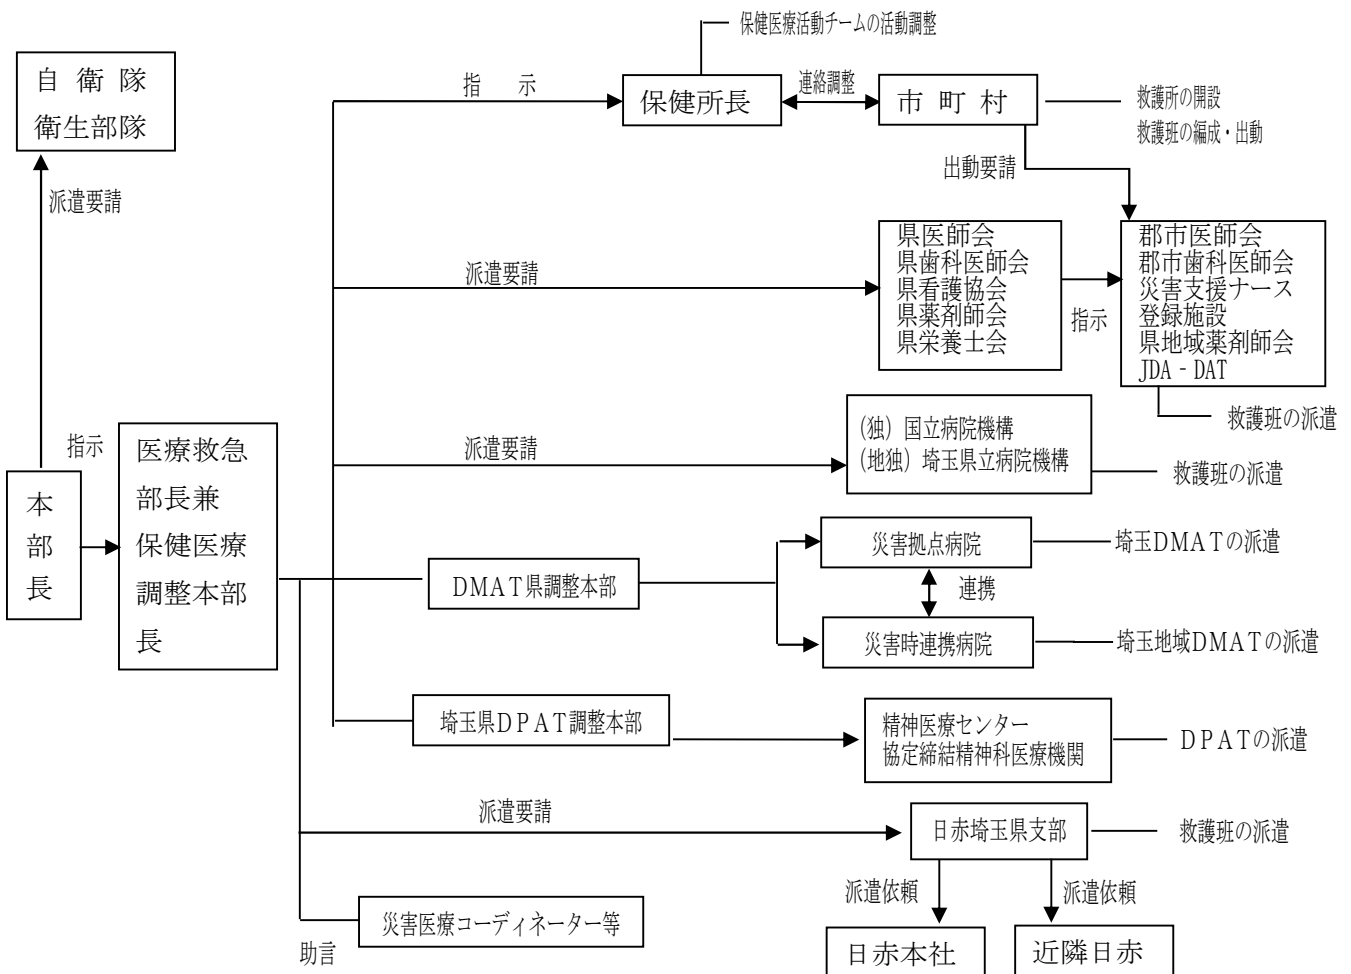 保健医療活動チームの活動調整
自 衛 隊
衛生部隊
派遣要請
指　示
保健所長
連絡調整
市 町 村
救護所の開設
救護班の編成・出動
出動要請
派遣要請
県医師会
県歯科医師会
県看護協会
県薬剤師会
県栄養士会
指示
郡市医師会
郡市歯科医師会
災害支援ナース
登録施設
県地域薬剤師会
JDA‐DAT
救護班の派遣
指示
本
部
長
医療救急
部長兼
保健医療
調整本部
長
派遣要請
(独) 国立病院機構
(地独) 埼玉県立病院機構
救護班の派遣
DMAT県調整本部
災害拠点病院
埼玉DMATの派遣
連携
災害時連携病院
埼玉地域DMATの派遣
埼玉県DPAT調整本部
精神医療センター
協定締結精神科医療機関
DPATの派遣
派遣要請
日赤埼玉県支部
救護班の派遣
派遣依頼
派遣依頼
災害医療コーディネーター等
助言
日赤本社
近隣日赤